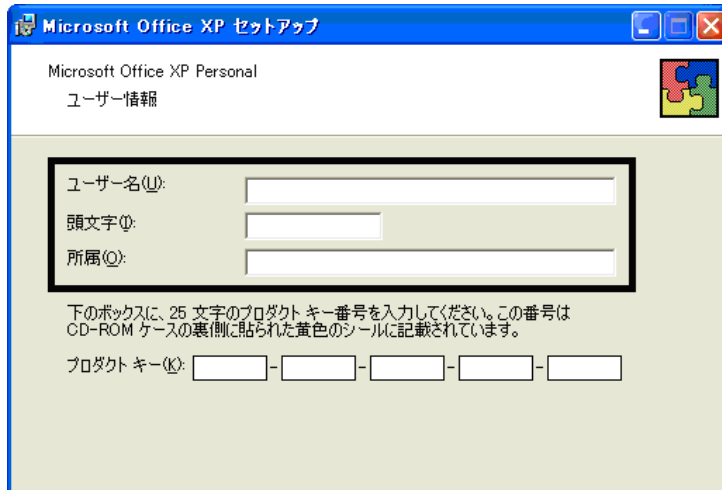 Microsoft Office XP セットアップ
Microsoft Office XP Personal
ユーザー情報
ユーザー名(U):
頭文字(I):
所属(O):
下のボックスに、25 文字のプロダクト キー番号を入力してください。この番号は
CD-ROM ケースの裏側に貼られた黄色のシールに記載されています。
プロダクト キー(K): - - - -